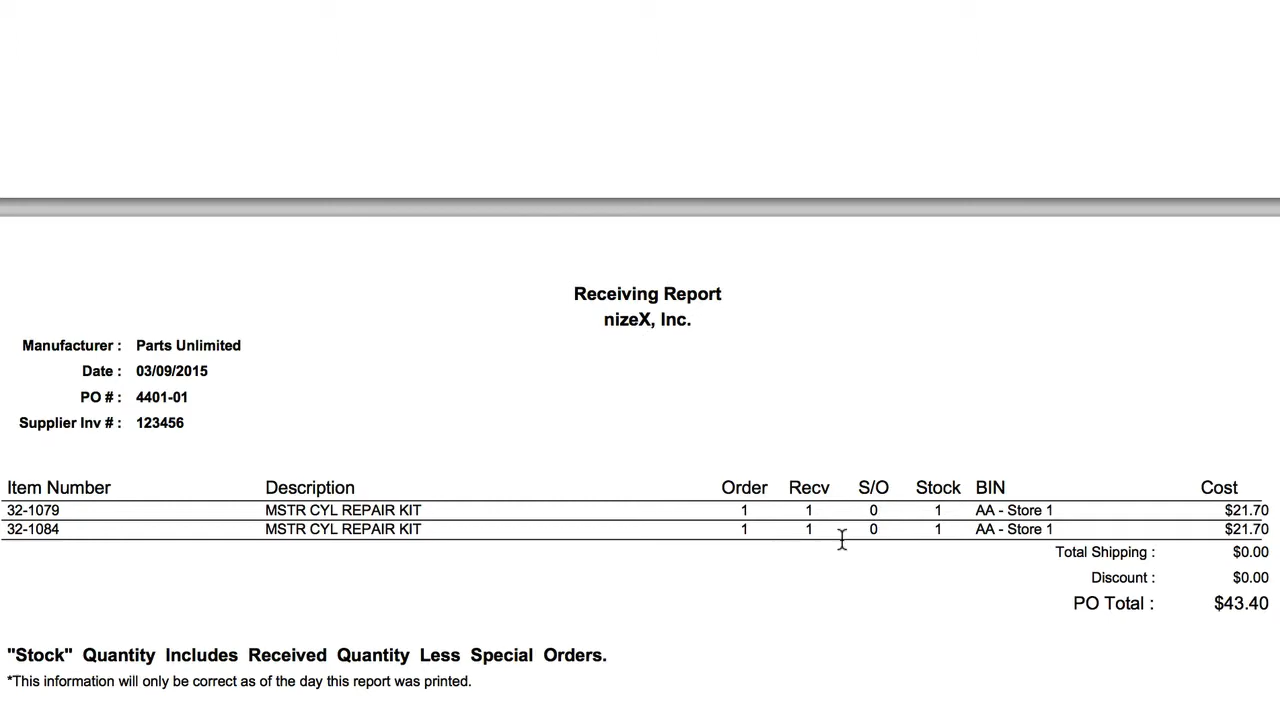 Receiving Report
nizeX, Inc.
Manufacturer : Parts Unlimited
Date : 03/09/2015
PO # : 4401-01
Supplier Inv # : 123456
Item Number Description Order Recv S/O Stock BIN Cost
32-1079 MSTR CYL REPAIR KIT 1 1 0 1 AA - Store 1 $21.70
32-1084 MSTR CYL REPAIR KIT 1 1 0 1 AA - Store 1 $21.70
Total Shipping : $0.00
Discount : $0.00
PO Total : $43.40
"Stock" Quantity Includes Received Quantity Less Special Orders.
*This information will only be correct as of the day this report was printed.